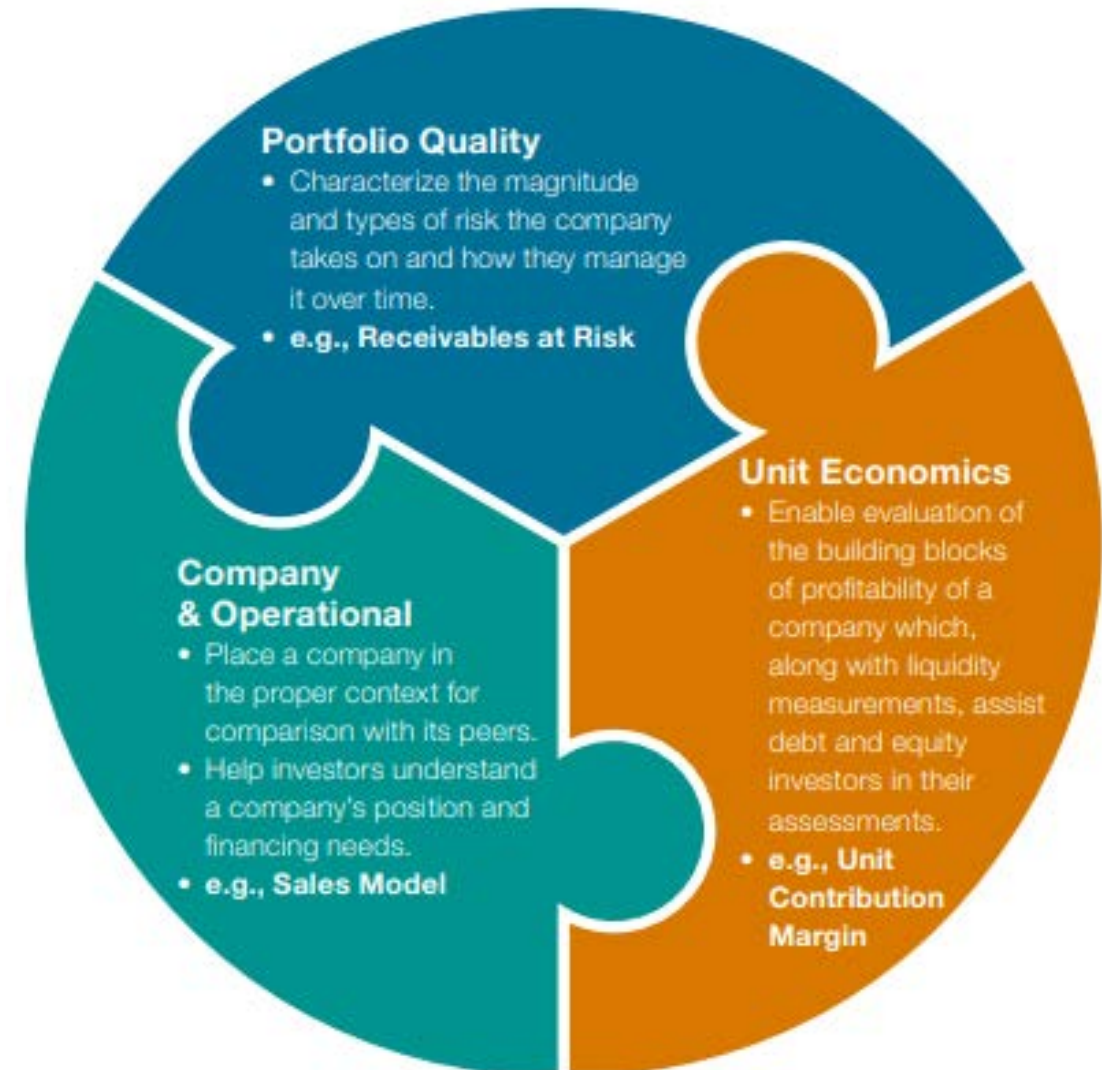 Portfolio Quality
• Characterize the magnitude
and types of risk the company
takes on and how they manage
it over time.
• e.g., Receivables at Risk
Unit Economics
• Enable evaluation of
the building blocks
of profitability of a
company which,
along with liquidity
measurements, assist
debt and equity
investors in their
assessments.
• e.g., Unit
Contribution
Margin
Company
& Operational
• Place a company in
the proper context for
comparison with its peers.
• Help investors understand
a company's position and
financing needs.
• e.g., Sales Model